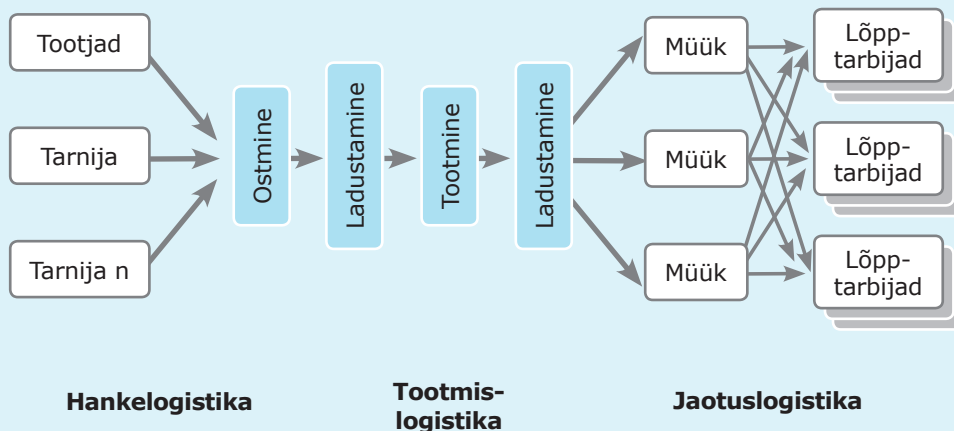 Tootjad
Tarnija
Tarnija n
Ostmine
Ladustamine
Tootmine
Ladustamine
Müük
Müük
Müük
Lõpp-
tarbijad
Lõpp-
tarbijad
Lõpp-
tarbijad
Hankelogistika
Tootmis-
logistika
Jaotuslogistika